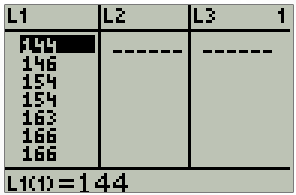 L1 L2 L3 1
144 ------ ------
146
154
154
163
166
166
L1(1)=144